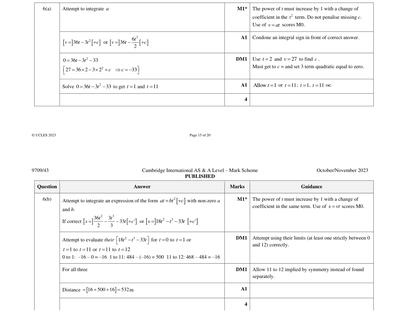 6(a) Attempt to integrate a M1* The power of t must increase by 1 with a change of
coefficient in the t² term. Do not penalise missing c.
Use of s = at scores M0.
[v =]36t − 3t²[+c] or [v =]36t − 6t²/2 [+c] A1 Condone an integral sign in front of correct answer.
0 = 36t − 3t² − 33 DM1 Use t = 2 and v = 27 to find c.
(27 = 36 × 2 − 3 × 2² + c ⇒ c = −33) Must get to c = and set 3 term quadratic equal to zero.
Solve 0 = 36t − 3t² − 33 to get t = 1 and t = 11 A1 Allow t = 1 or t = 11; t = 1, t = 11 oe
4
© UCLES 2023 Page 15 of 20
9709/43 Cambridge International AS & A Level – Mark Scheme October/November 2023
PUBLISHED
Question Answer Marks Guidance
6(b) Attempt to integrate an expression of the form at + bt² [+c] with non-zero a M1* The power of t must increase by 1 with a change of
and b. coefficient in the same term. Use of s = vt scores M0.
If correct [s =] 36t²/2 − 3t³/3 − 33t[+c'] or [s =]18t² − t³ − 33t [+c']
Attempt to evaluate their [18t² − t³ − 33t] for t = 0 to t = 1 or DM1 Attempt using their limits (at least one strictly between 0
t = 1 to t = 11 or t = 11 to t = 12 and 12) correctly.
0 to 1: −16 − 0 = −16 1 to 11: 484 − (−16) = 500 11 to 12: 468 − 484 = −16
For all three DM1 Allow 11 to 12 implied by symmetry instead of found
separately.
Distance = [16 + 500 + 16] = 532m A1
4